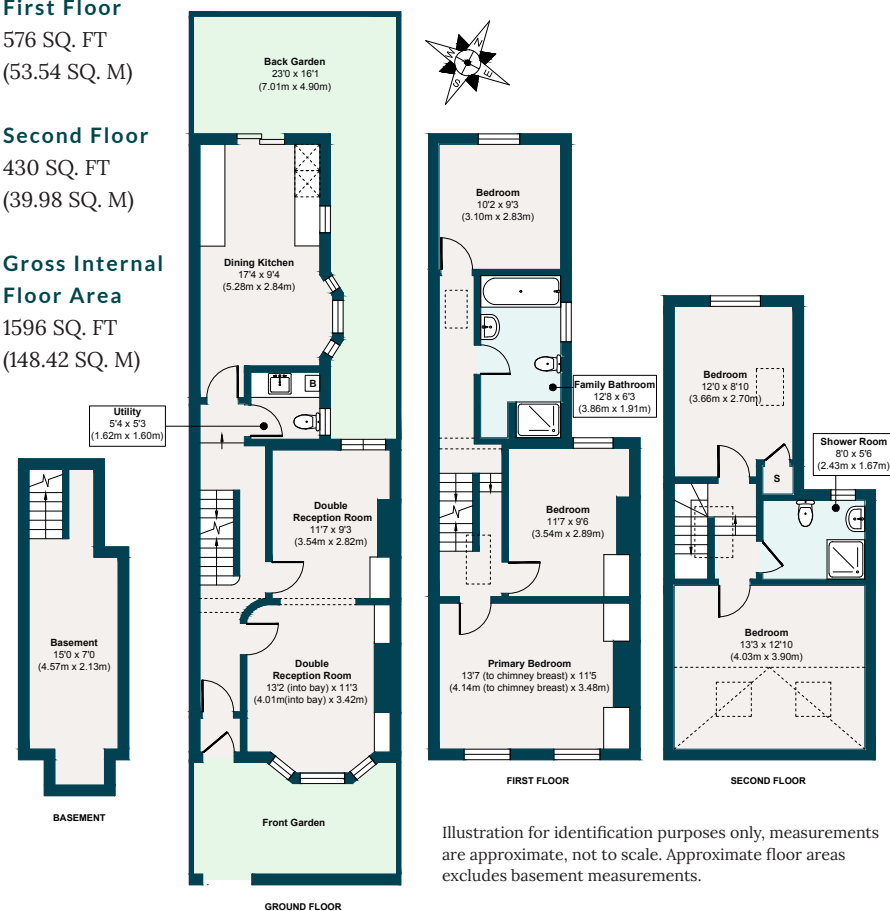 First Floor
576 SQ. FT
(53.54 SQ. M)
Second Floor
430 SQ. FT
(39.98 SQ. M)
Gross Internal
Floor Area
1596 SQ. FT
(148.42 SQ. M)
Back Garden
23'0 x 16'1
(7.01m x 4.90m)
N
E
S
W
Dining Kitchen
17'4 x 9'4
(5.28m x 2.84m)
B
Utility
5'4 x 5'3
(1.62m x 1.60m)
Double
Reception Room
11'7 x 9'3
(3.54m x 2.82m)
Double
Reception Room
13'2 (into bay) x 11'3
(4.01m(into bay) x 3.42m)
Front Garden
GROUND FLOOR
Basement
15'0 x 7'0
(4.57m x 2.13m)
BASEMENT
Bedroom
10'2 x 9'3
(3.10m x 2.83m)
Family Bathroom
12'8 x 6'3
(3.86m x 1.91m)
Bedroom
11'7 x 9'6
(3.54m x 2.89m)
Primary Bedroom
13'7 (to chimney breast) x 11'5
(4.14m (to chimney breast) x 3.48m)
FIRST FLOOR
Bedroom
12'0 x 8'10
(3.66m x 2.70m)
S
Shower Room
8'0 x 5'6
(2.43m x 1.67m)
Bedroom
13'3 x 12'10
(4.03m x 3.90m)
SECOND FLOOR
Illustration for identification purposes only, measurements
are approximate, not to scale. Approximate floor areas
excludes basement measurements.